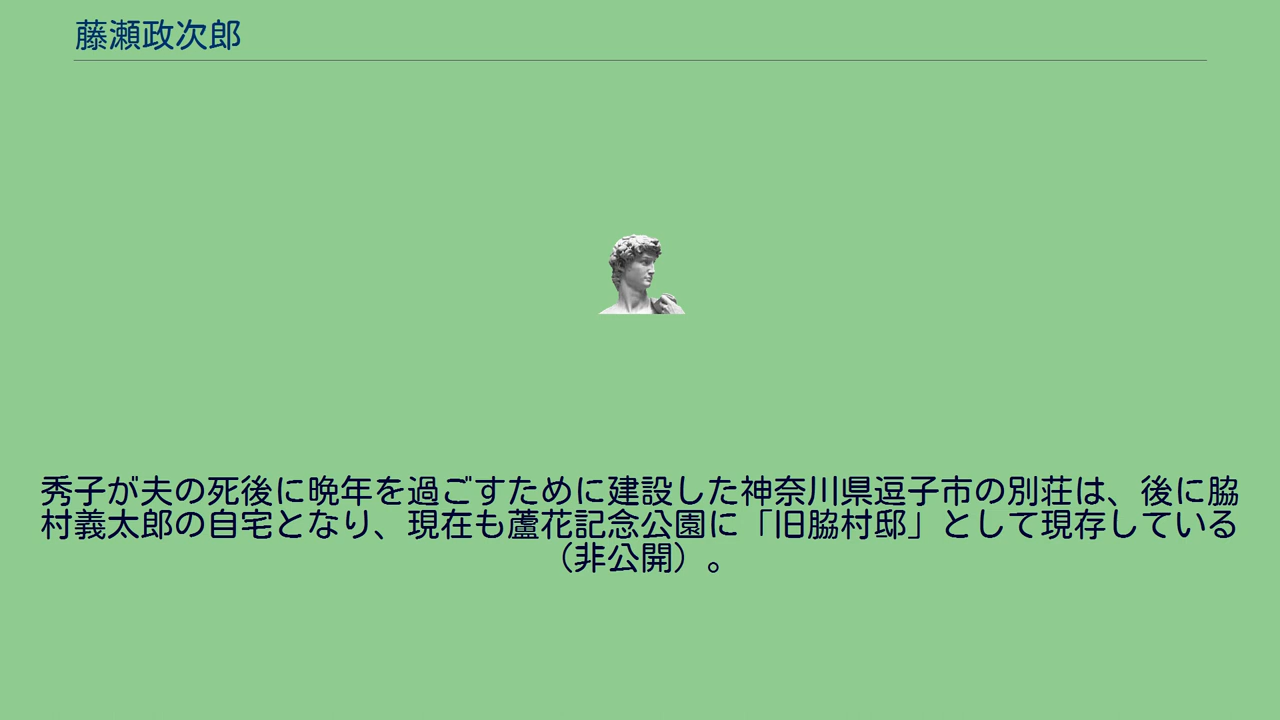 藤瀬政次郎
秀子が夫の死後に晩年を過ごすために建設した神奈川県逗子市の別荘は、後に脇
村義太郎の自宅となり、現在も蘆花記念公園に「旧脇村邸」として現存している
（非公開）。